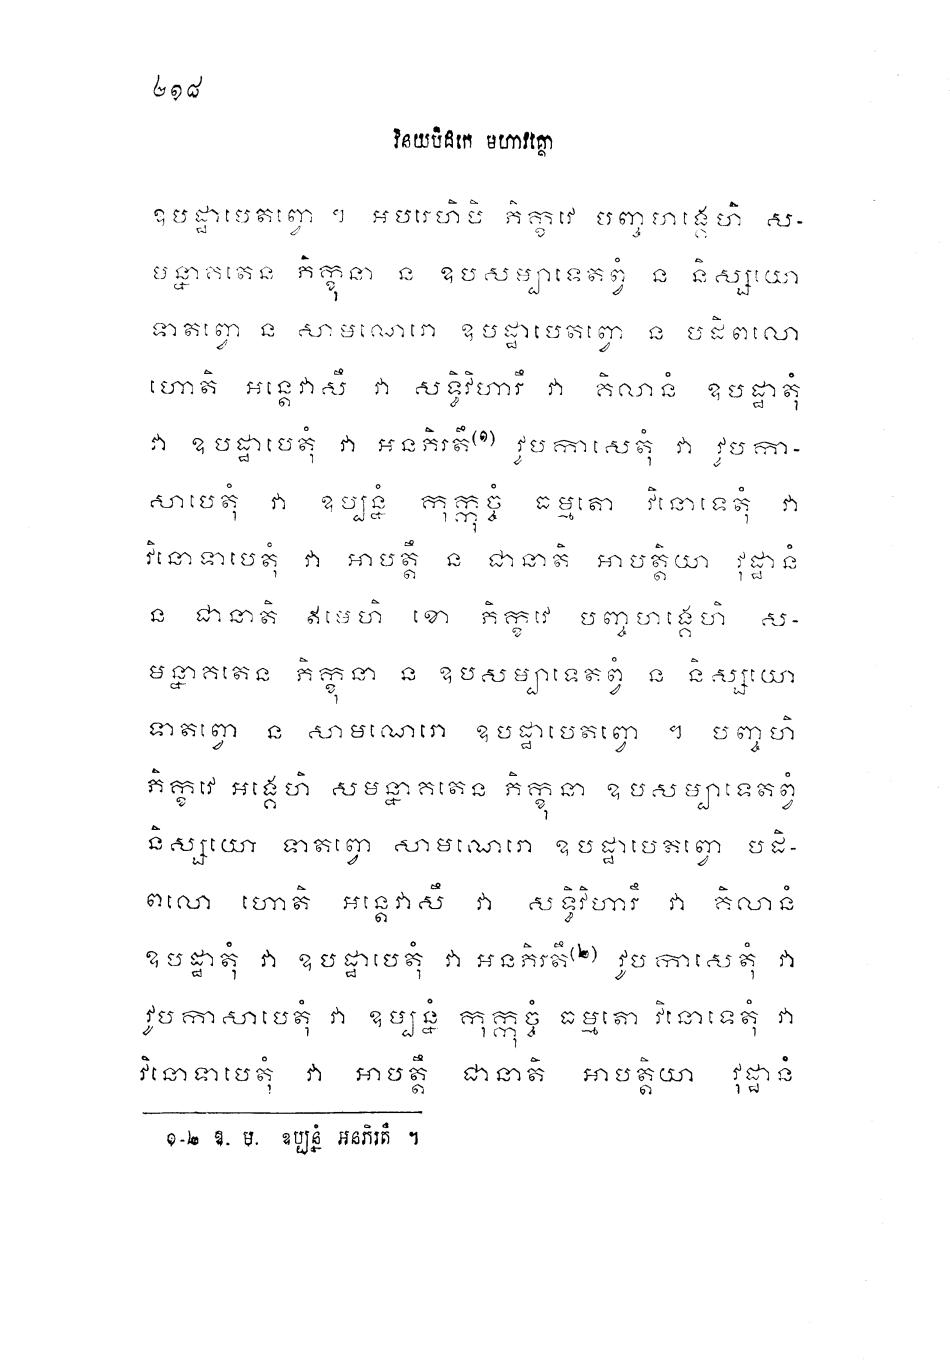 ២១៨
វិនយបិដកេ មហាវគ្គោ
ឧបដ្ឋាបេតព្វោ ។ អបរេហិបិ ភិក្ខវេ បញ្ចហង្គេហិ ស-
មន្នាគតេន ភិក្ខុនា ន ឧបសម្បាទេតព្វំ ន និស្សយោ
ទាតព្វោ ន សាមណេរោ ឧបដ្ឋាបេតព្វោ ន បដិពលោ
ហោតិ អន្តេវាសឹ វា សទ្ធិវិហារឹ វា គិលានំ ឧបដ្ឋាតុំ
វា ឧបដ្ឋាបេតុំ វា អនភិរតឹ(១) វូបកាសេតុំ វា វូបកា-
សាបេតុំ វា ឧប្បន្នំ កុក្កុច្ចំ ធម្មតោ វិនោទេតុំ វា
វិនោទាបេតុំ វា អាបត្តឹ ន ជានាតិ អាបត្តិយា វុដ្ឋានំ
ន ជានាតិ ឥមេហិ ខោ ភិក្ខវេ បញ្ចហង្គេហិ ស-
មន្នាគតេន ភិក្ខុនា ន ឧបសម្បាទេតព្វំ ន និស្សយោ
ទាតព្វោ ន សាមណេរោ ឧបដ្ឋាបេតព្វោ ។ បញ្ចហិ
ភិក្ខវេ អង្គេហិ សមន្នាគតេន ភិក្ខុនា ឧបសម្បាទេតព្វំ
និស្សយោ ទាតព្វោ សាមណេរោ ឧបដ្ឋាបេតព្វោ បដិ-
ពលោ ហោតិ អន្តេវាសឹ វា សទ្ធិវិហារឹ វា គិលានំ
ឧបដ្ឋាតុំ វា ឧបដ្ឋាបេតុំ វា អនភិរតឹ(២) វូបកាសេតុំ វា
វូបកាសាបេតុំ វា ឧប្បន្នំ កុក្កុច្ចំ ធម្មតោ វិនោទេតុំ វា
វិនោទាបេតុំ វា អាបត្តឹ ជានាតិ អាបត្តិយា វុដ្ឋានំ
១-២ ឱ. ម. ឧប្បន្នំ អនភិរតឹ ។